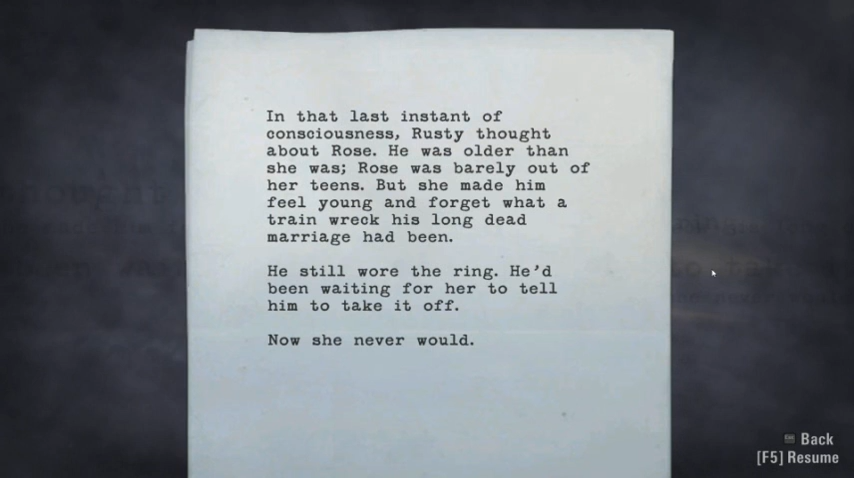 In that last instant of
consciousness, Rusty thought
about Rose. He was older than
she was; Rose was barely out of
her teens. But she made him
feel young and forget what a
train wreck his long dead
marriage had been.
He still wore the ring. He'd
been waiting for her to tell
him to take it off.
Now she never would.
Back
[F5] Resume